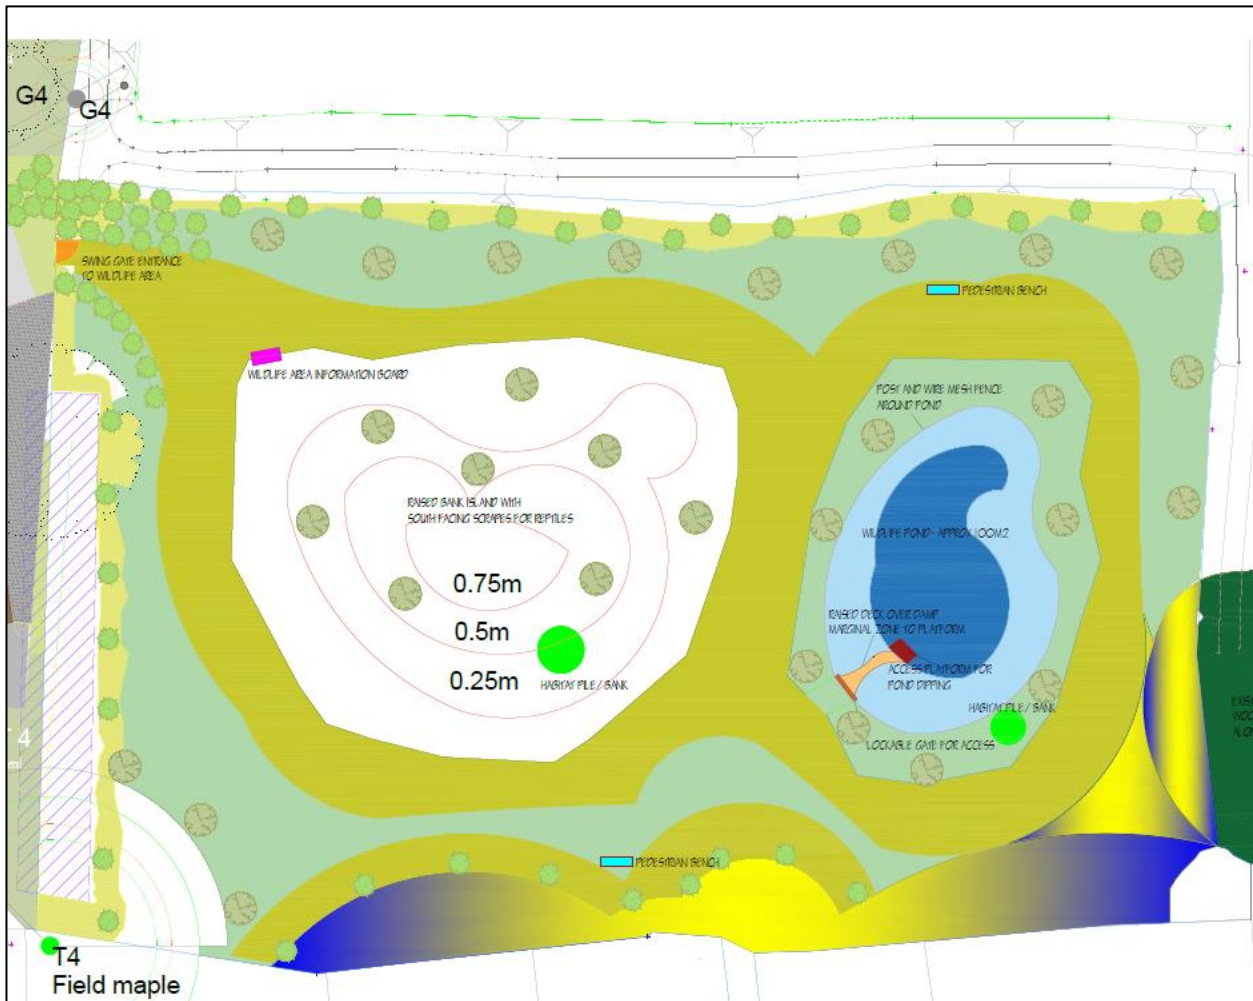 G4
G4
SWING GATE ENTRANCE
TO WILDLIFE AREA
PEDESTRIAN BENCH
WILDLIFE AREA INFORMATION BOARD
POST AND WIRE MESH FENCE
AROUND POND
RAISED BANK ISLAND WITH
SOUTH FACING SCRAPES FOR REPTILES
WILDLIFE POND- APPROX 100M2
0.75m
0.5m
0.25m
RAISED DECK OVER DAMP
MARGINAL ZONE TO PLATFORM
ACCESS PLATFORM FOR
POND DIPPING
HABITAT PILE / BANK
HABITAT PILE / BANK
LOCKABLE GATE FOR ACCESS
4
PEDESTRIAN BENCH
T4
Field maple